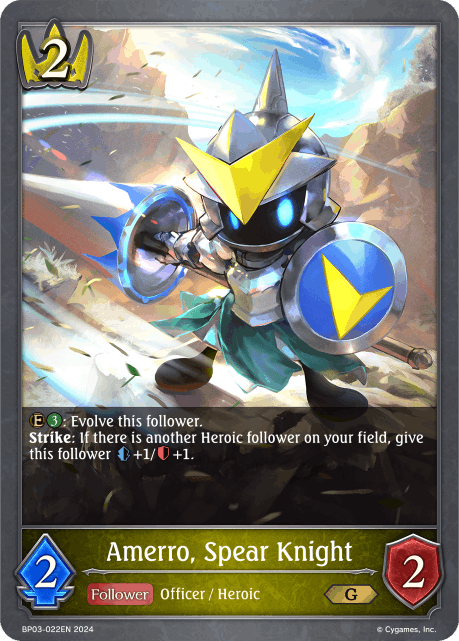 2
E 3: Evolve this follower.
Strike: If there is another Heroic follower on your field, give
this follower +1/ +1.
Amerro, Spear Knight
2
Follower Officer / Heroic
G
2
BP03-022EN 2024
© Cygames, Inc.